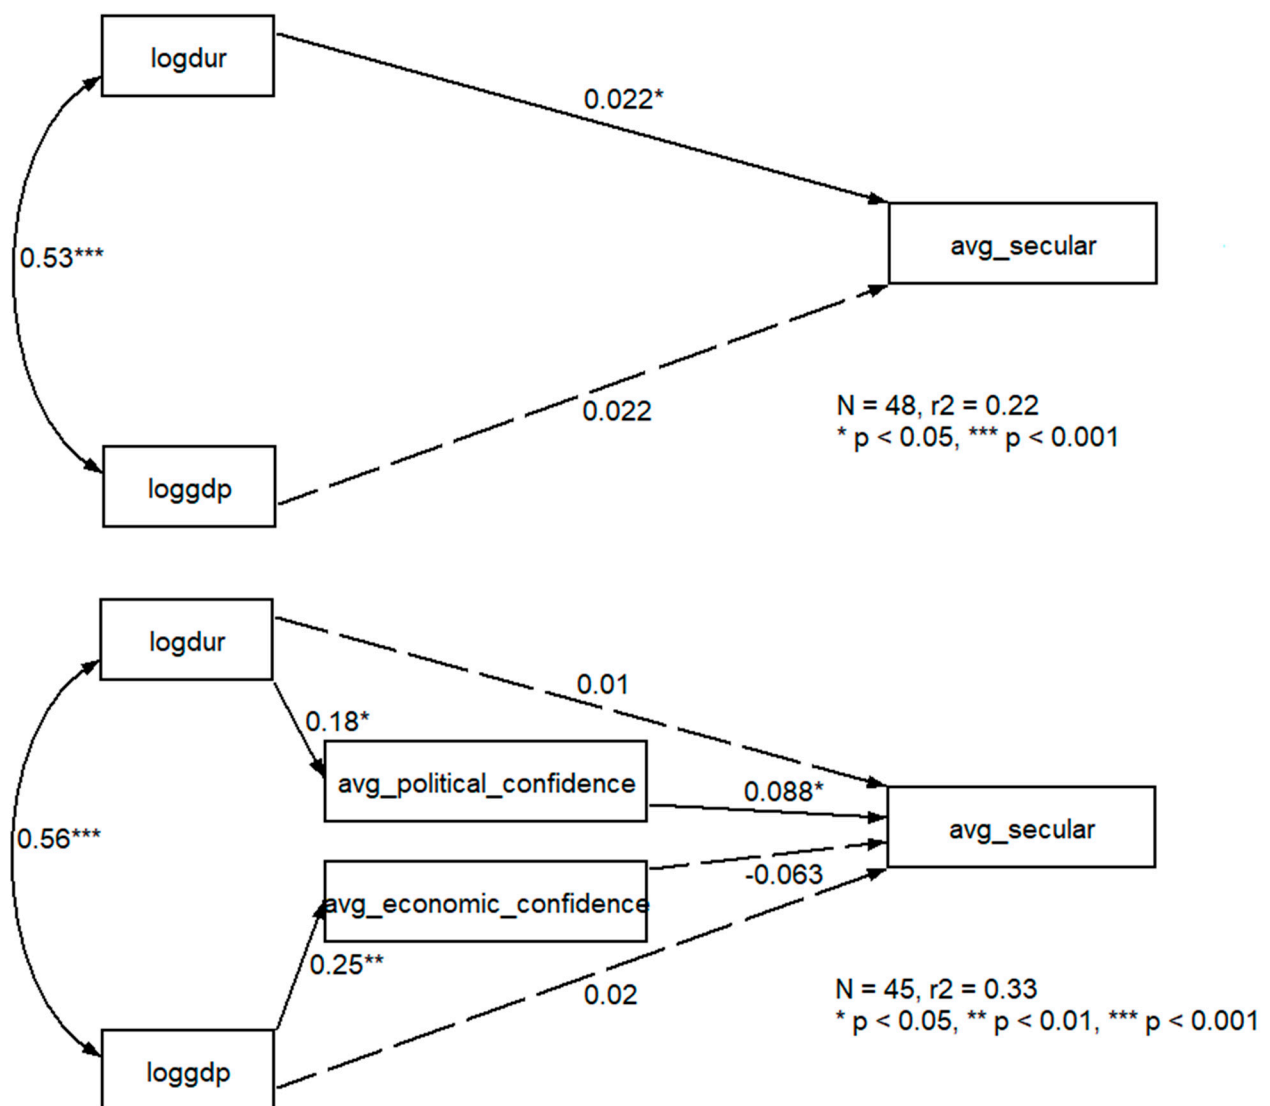 logdur
0.022*
0.53***
avg_secular
0.022
N = 48, r2 = 0.22
* p < 0.05, *** p < 0.001
loggdp
logdur
0.01
0.18*
avg_political_confidence
0.088*
avg_secular
0.56***
-0.063
avg_economic_confidence
0.25**
0.02
N = 45, r2 = 0.33
* p < 0.05, ** p < 0.01, *** p < 0.001
loggdp